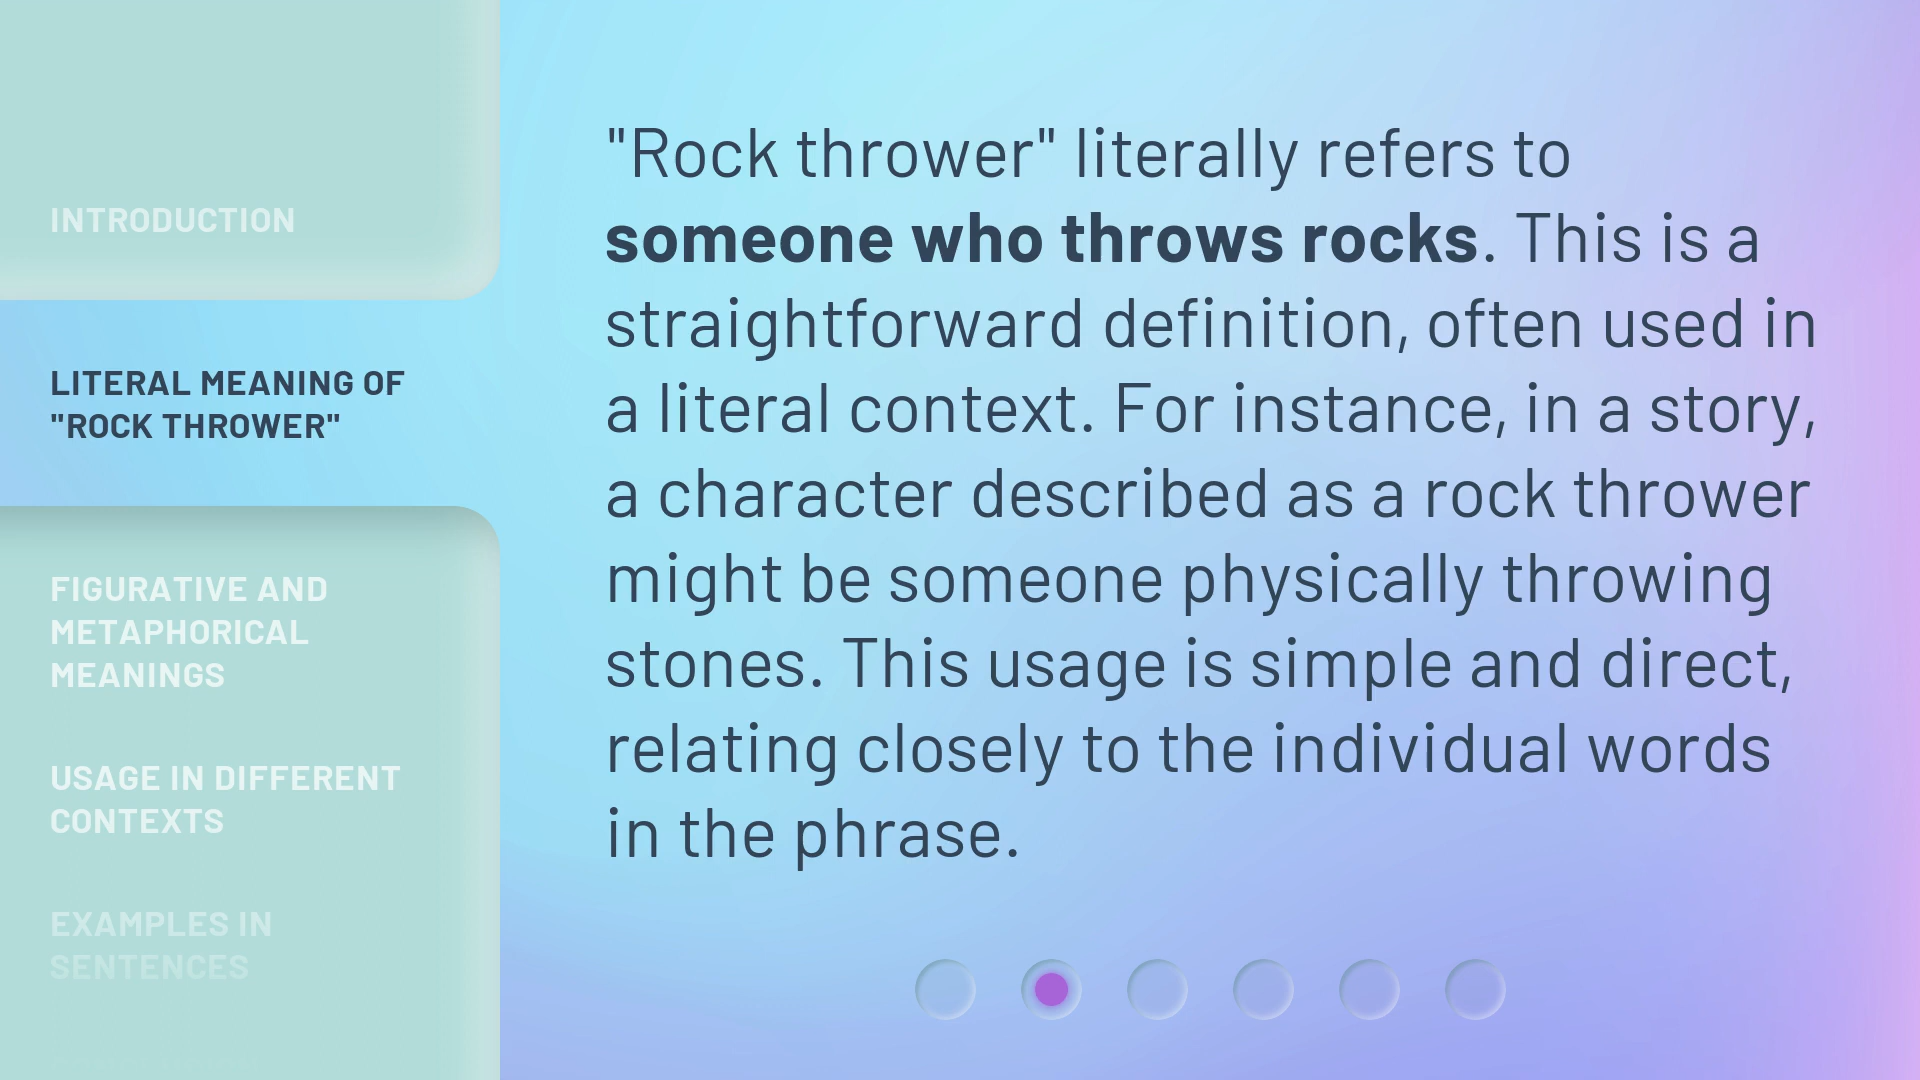 INTRODUCTION
LITERAL MEANING OF
"ROCK THROWER"
FIGURATIVE AND
METAPHORICAL
MEANINGS
USAGE IN DIFFERENT
CONTEXTS
EXAMPLES IN
SENTENCES
"Rock thrower" literally refers to
someone who throws rocks. This is a
straightforward definition, often used in
a literal context. For instance, in a story,
a character described as a rock thrower
might be someone physically throwing
stones. This usage is simple and direct,
relating closely to the individual words
in the phrase.